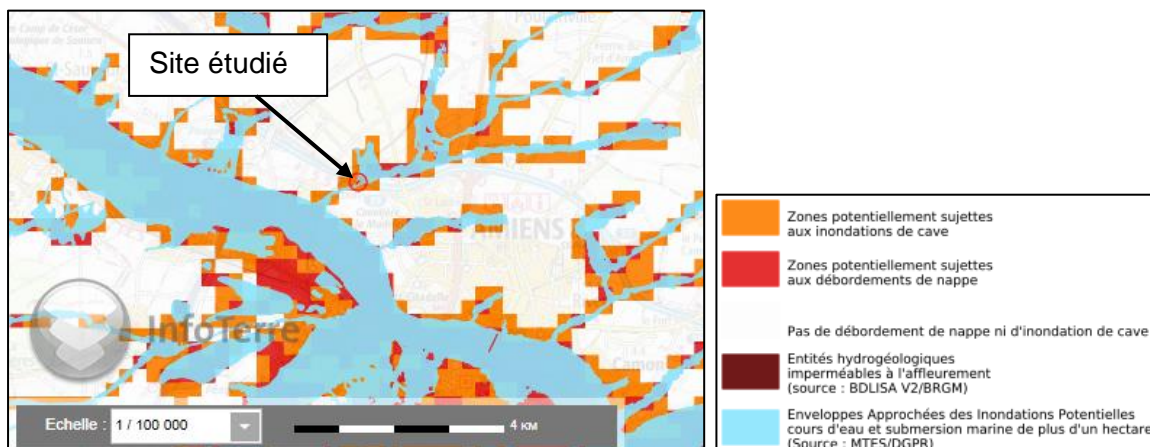 Site étudié
AMIENS
InfoTerre
Camon
Echelle : 1 / 100 000
4 KM
Zones potentiellement sujettes
aux inondations de cave
Zones potentiellement sujettes
aux débordements de nappe
Pas de débordement de nappe ni d'inondation de cave
Entités hydrogéologiques
imperméables à l'affleurement
(source : BDLISA V2/BRGM)
Enveloppes Approchées des Inondations Potentielles
cours d'eau et submersion marine de plus d'un hectare
(Source : MTES/DGPR)